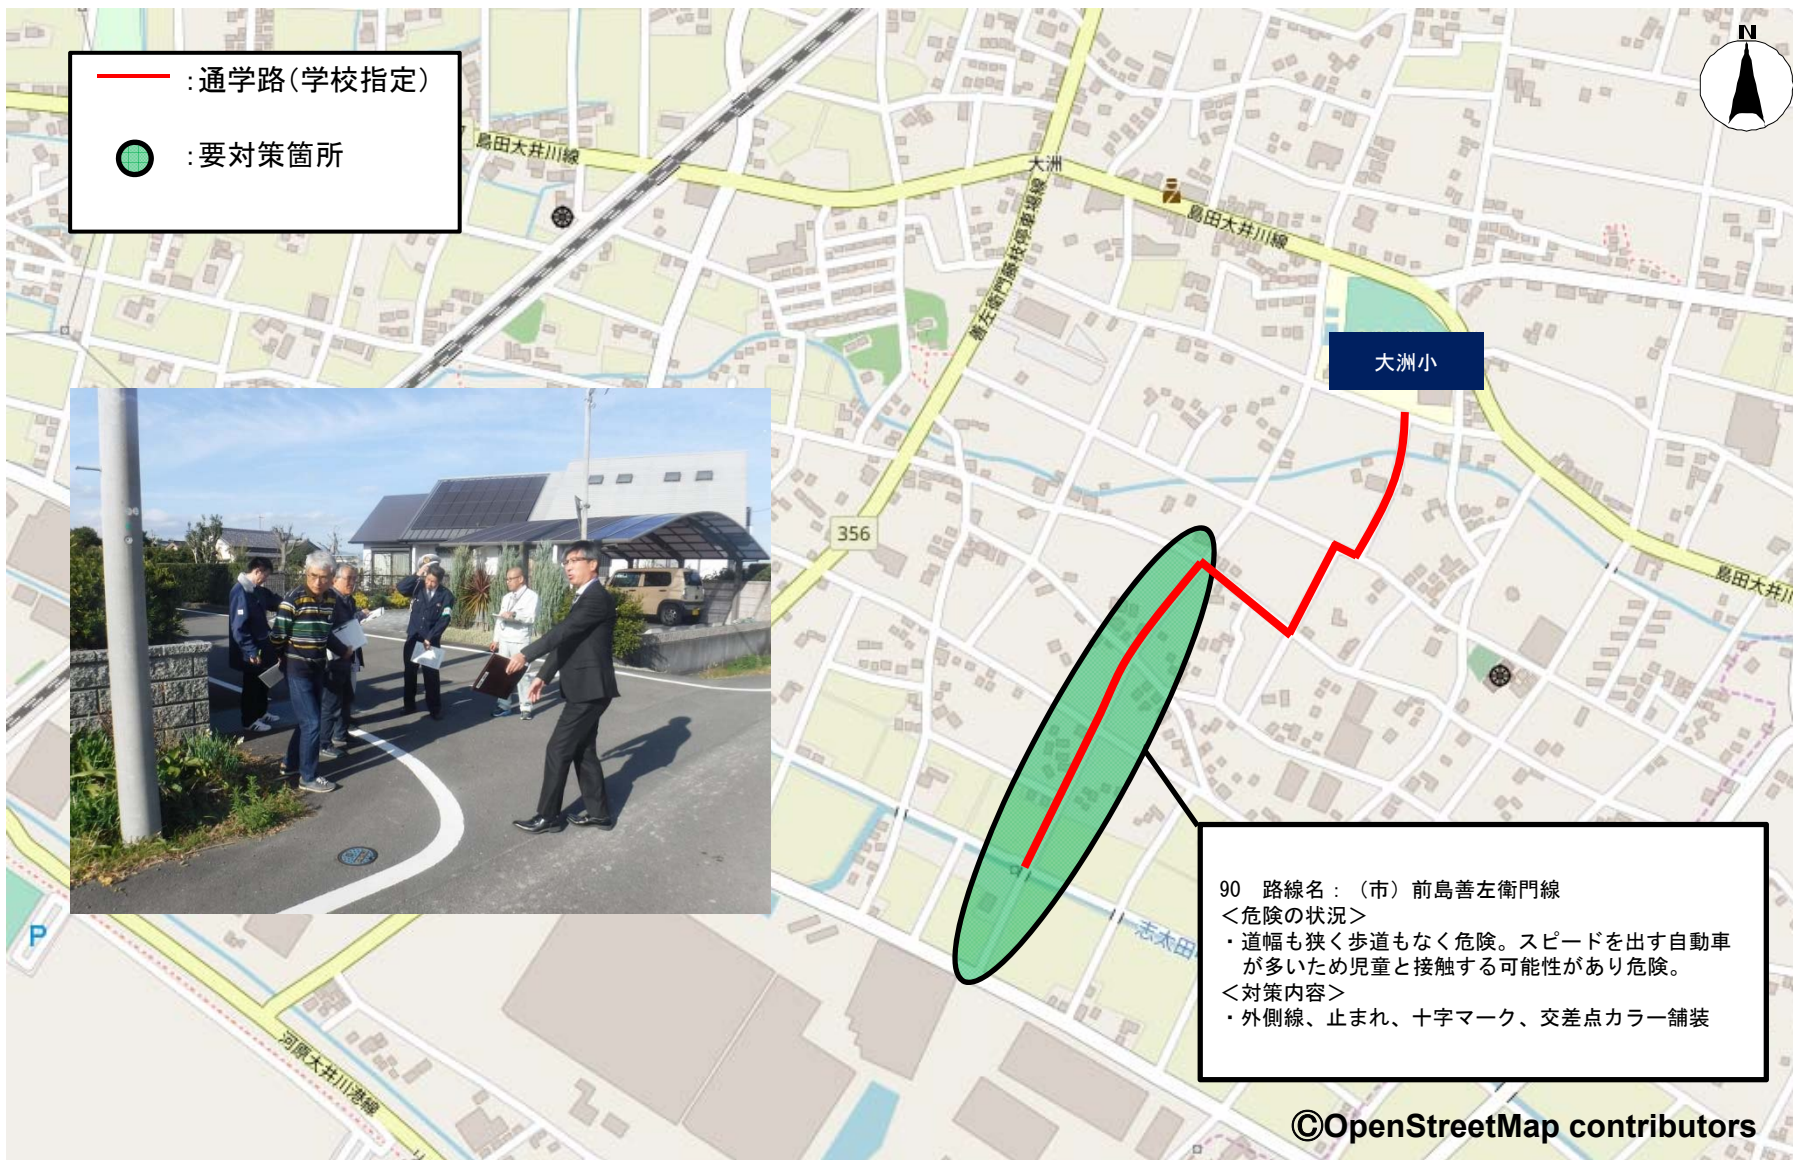 N
:通学路(学校指定)
:要対策箇所
島田大井川線
大洲
島田大井川線
善左衛門藤枝停車場線
大洲小
356
島田大井川
90 路線名:(市)前島善左衛門線
<危険の状況>
・道幅も狭く歩道もなく危険。スピードを出す自動車
が多いため児童と接触する可能性があり危険。
<対策内容>
・外側線、止まれ、十字マーク、交差点カラー舗装
志太田
P
河原大井川港線
©OpenStreetMap contributors